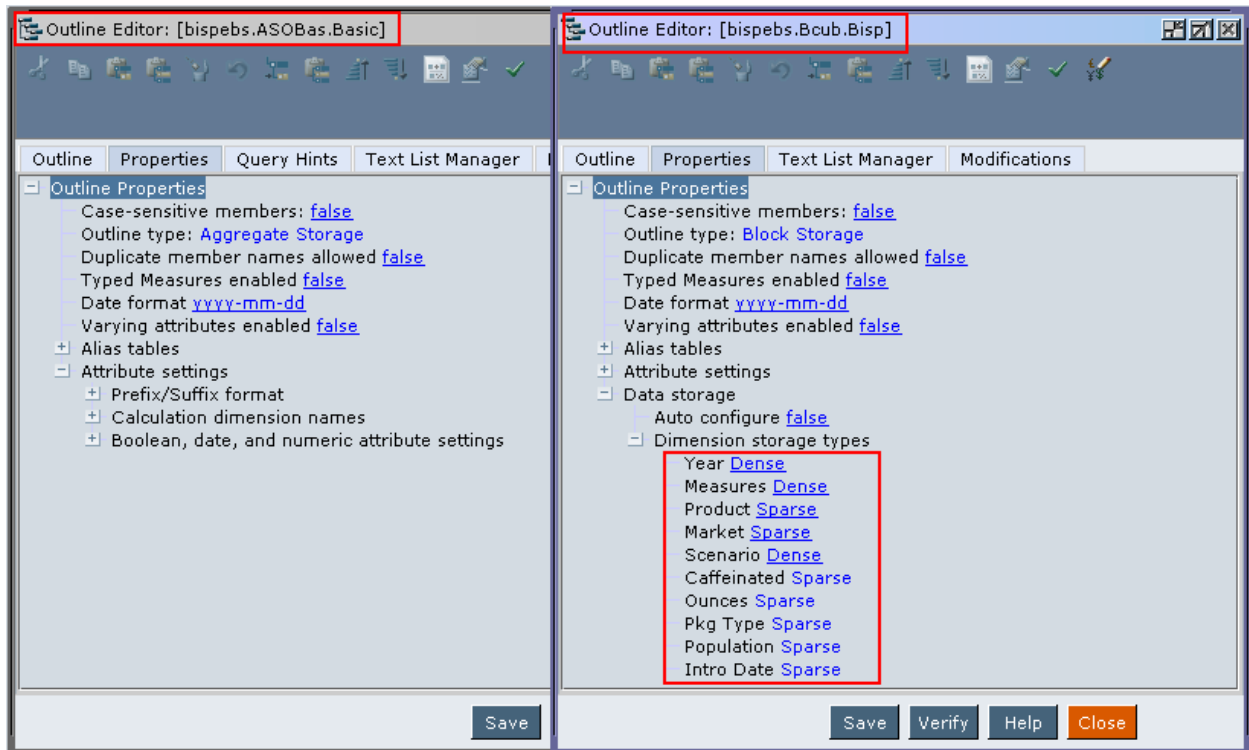 Outline Editor: [bispebs.ASOBas.Basic]
Outline Properties Query Hints Text List Manager
Outline Properties
Case-sensitive members: false
Outline type: Aggregate Storage
Duplicate member names allowed false
Typed Measures enabled false
Date format yyyy-mm-dd
Varying attributes enabled false
Alias tables
Attribute settings
Prefix/Suffix format
Calculation dimension names
Boolean, date, and numeric attribute settings
Save
Outline Editor: [bispebs.Bcub.Bisp]
Outline Properties Text List Manager Modifications
Outline Properties
Case-sensitive members: false
Outline type: Block Storage
Duplicate member names allowed false
Typed Measures enabled false
Date format yyyy-mm-dd
Varying attributes enabled false
Alias tables
Attribute settings
Data storage
Auto configure false
Dimension storage types
Year Dense
Measures Dense
Product Sparse
Market Sparse
Scenario Dense
Caffeinated Sparse
Ounces Sparse
Pkg Type Sparse
Population Sparse
Intro Date Sparse
Save Verify Help Close